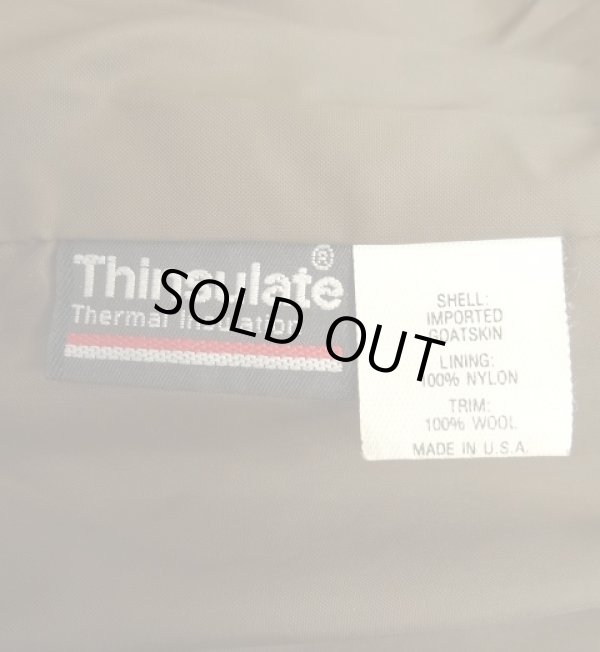 Thinsulate®
Thermal Insulation
SOLD OUT
SHELL:
IMPORTED
GOATSKIN
LINING:
100% NYLON
TRIM:
100% WOOL
MADE IN U.S.A.